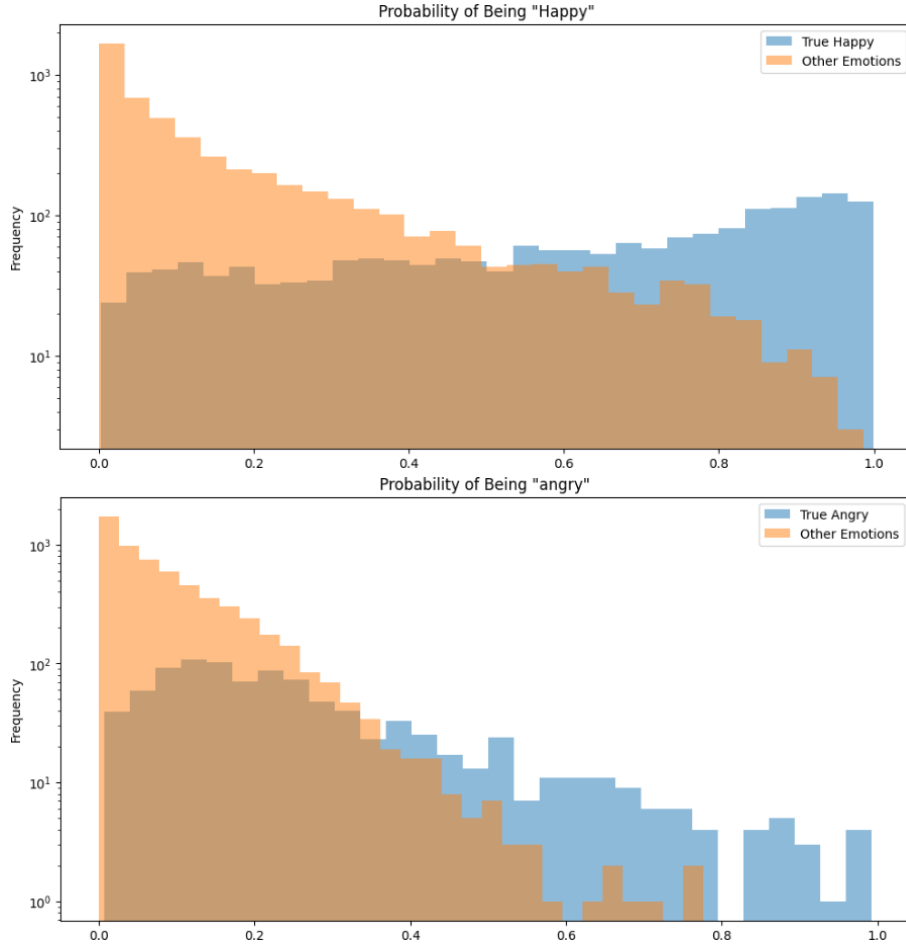 Probability of Being "Happy"
True Happy
Other Emotions
Frequency
10³
10²
10¹
0.0 0.2 0.4 0.6 0.8 1.0
Probability of Being "angry"
True Angry
Other Emotions
Frequency
10³
10²
10¹
10⁰
0.0 0.2 0.4 0.6 0.8 1.0